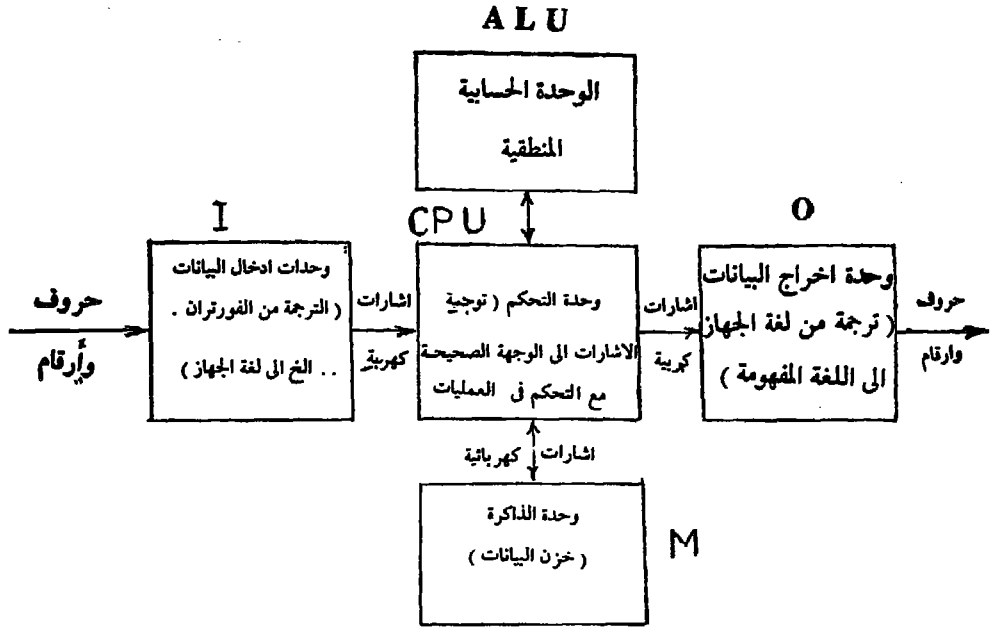 A L U
الوحدة الحسابية
المنطقية
I
CPU
O
وحدات ادخال البيانات
( الترجمة من الفورتران .
.. الخ الى لغة الجهاز )
وحدة التحكم ( توجية
الاشارات الى الوجهة الصحيحة
مع التحكم فى العمليات
وحدة اخراج البيانات
( ترجمة من لغة الجهاز
الى اللغة المفهومة )
حروف
وأرقام
اشارات
كهربية
اشارات
كهربية
حروف
وارقام
اشارات كهربائية
وحدة الذاكرة
( خزن البيانات )
M